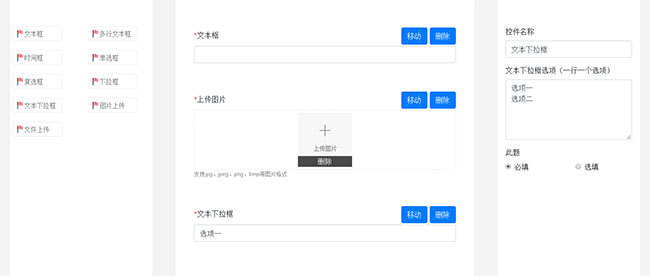 文本框
多行文本框
时间框
单选框
复选框
下拉框
文本下拉框
图片上传
文件上传
*文本框
移动
删除
*上传图片
移动
删除
上传图片
删除
支持jpg、jpeg、png、bmp等图片格式
*文本下拉框
移动
删除
选项一
控件名称
文本下拉框
文本下拉框选项（一行一个选项）
选项一
选项二
此题
必填
选填